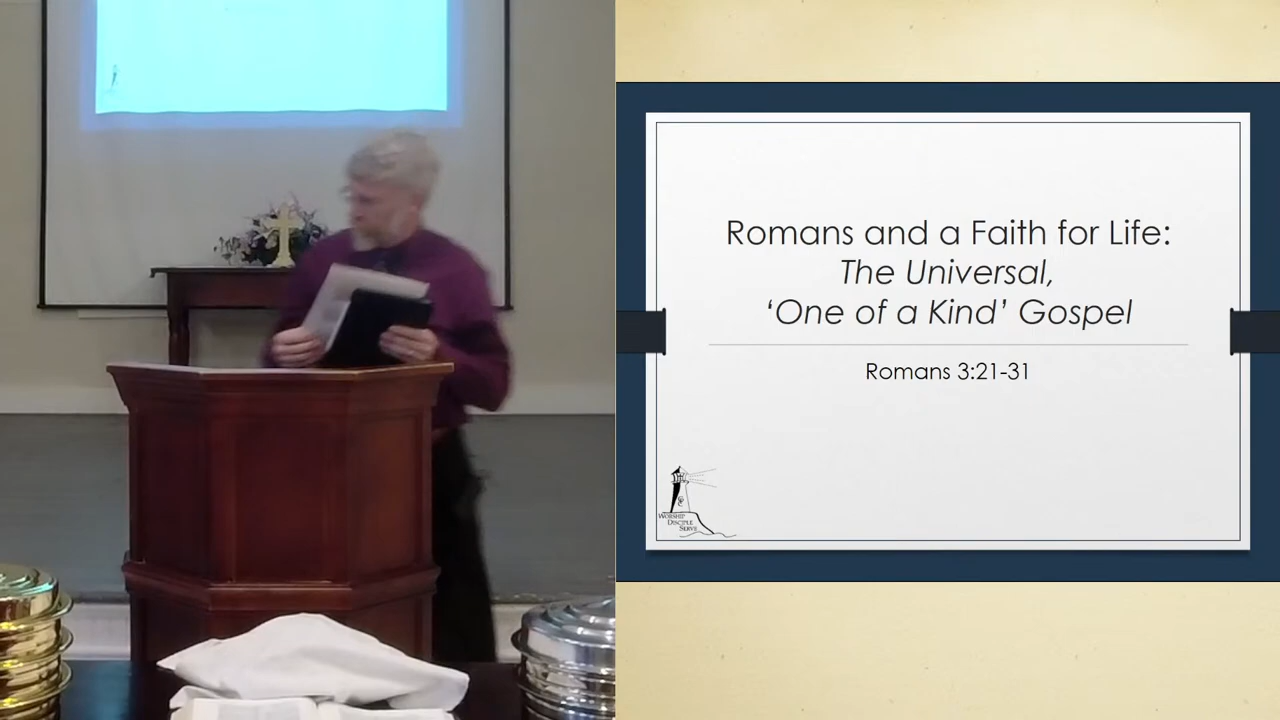 Romans and a Faith for Life:
The Universal,
‘One of a Kind’ Gospel
Romans 3:21-31
Worship
Disciple
Serve